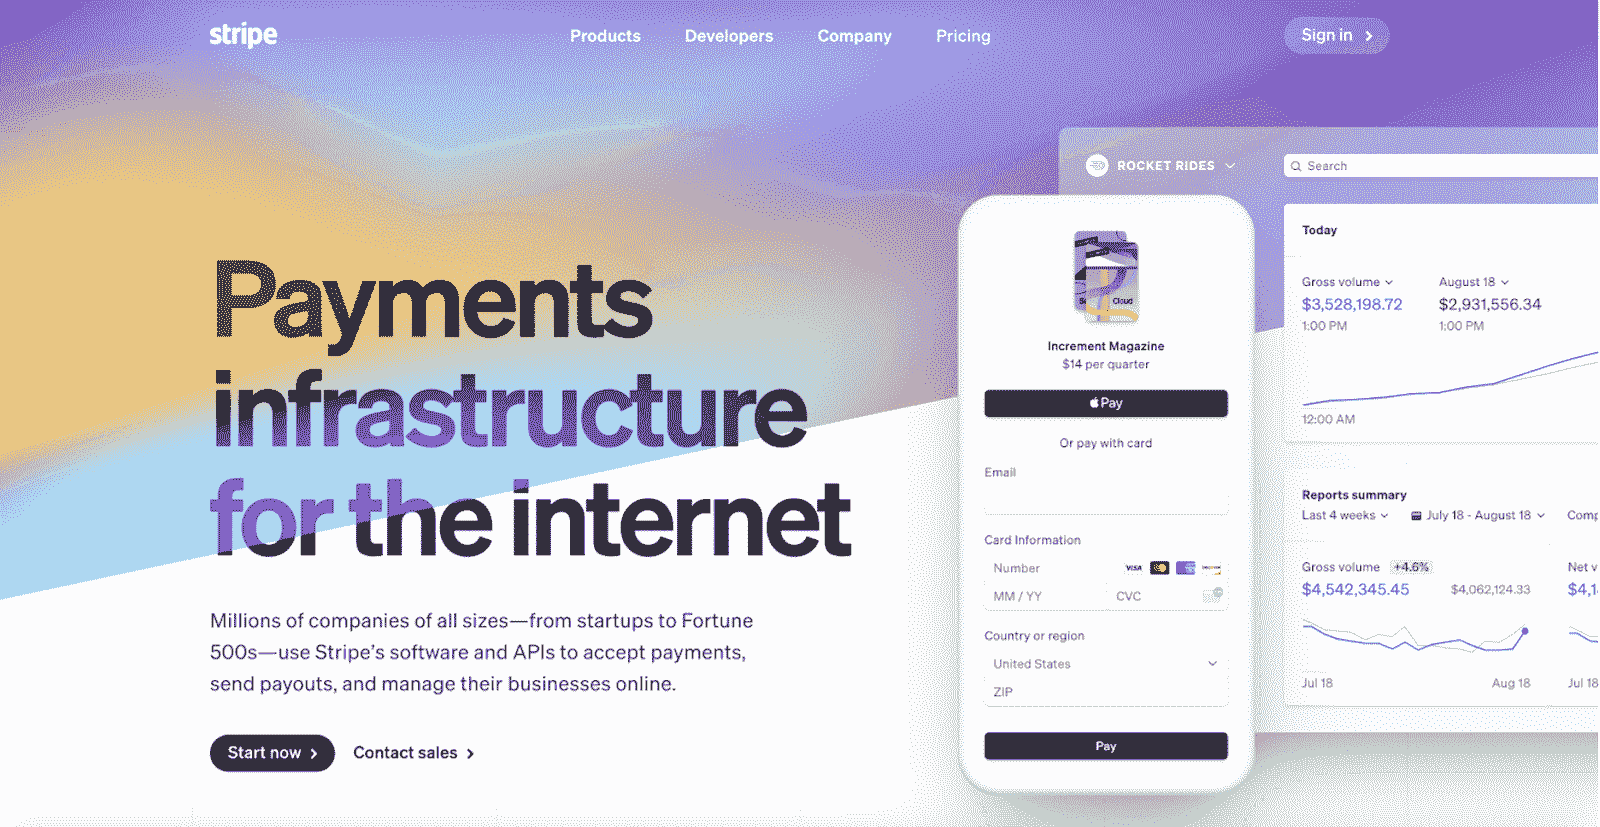 stripe
Products
Developers
Company
Pricing
Sign in
Payments
infrastructure
for the internet
Millions of companies of all sizes—from startups to Fortune
500s—use Stripe’s software and APIs to accept payments,
send payouts, and manage their businesses online.
Start now
Contact sales
Cloud
Increment Magazine
$14 per quarter
Pay
Or pay with card
Email
Card Information
Number
VISA
MM / YY
CVC
Country or region
United States
ZIP
Pay
ROCKET RIDES
Search
Today
Gross volume
August 18
$3,528,198.72
$2,931,556.34
1:00 PM
1:00 PM
12:00 AM
Reports summary
Last 4 weeks
July 18 - August 18
Comp
Gross volume +4.6%
Net v
$4,542,345.45
$4,062,124.33
Jul 18
Aug 18
Jul 18